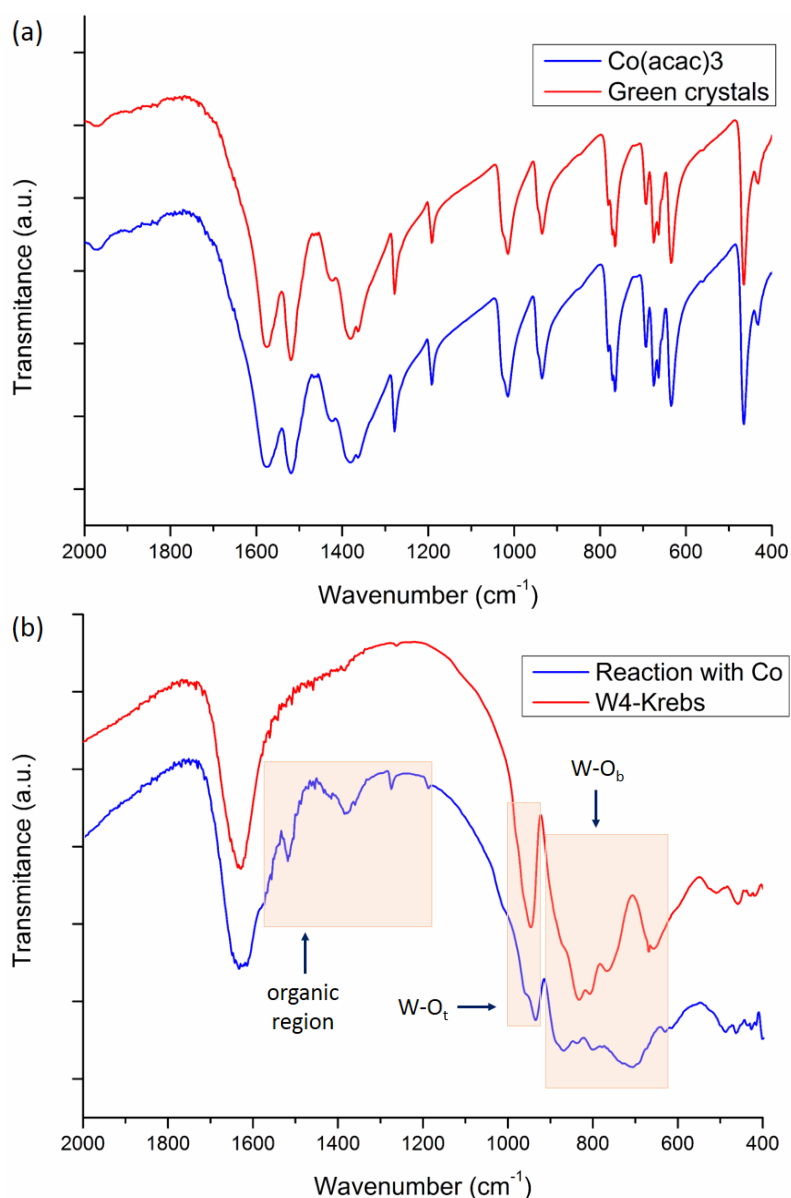 (a)
Co(acac)3
Green crystals
Transmitance (a.u.)
2000 1800 1600 1400 1200 1000 800 600 400
Wavenumber (cm⁻¹)
(b)
Reaction with Co
W4-Krebs
W-Oₜ
W-O_b
organic
region
Transmitance (a.u.)
2000 1800 1600 1400 1200 1000 800 600 400
Wavenumber (cm⁻¹)